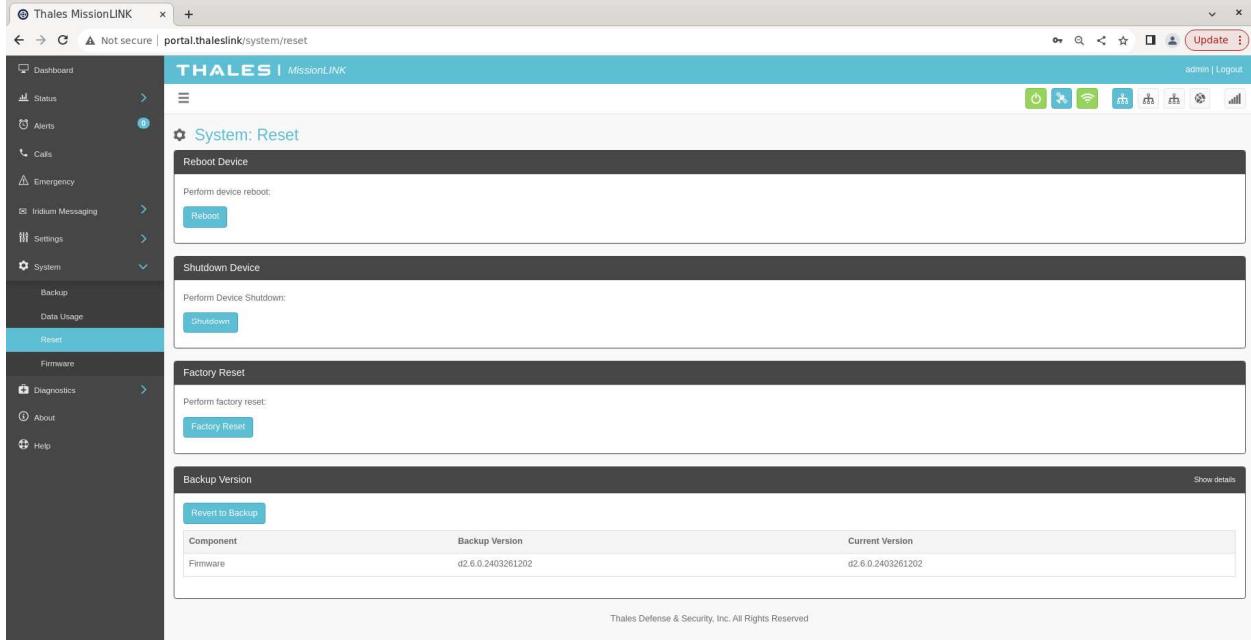 Thales MissionLINK
Not secure | portal.thaleslink/system/reset
Update
Dashboard
Status
Alerts
0
Calls
Emergency
Iridium Messaging
Settings
System
Backup
Data Usage
Reset
Firmware
Diagnostics
About
Help
THALES | MissionLINK
admin | Logout
System: Reset
Reboot Device
Perform device reboot:
Reboot
Shutdown Device
Perform Device Shutdown:
Shutdown
Factory Reset
Perform factory reset:
Factory Reset
Backup Version
Show details
Revert to Backup
Component Backup Version Current Version
Firmware d2.6.0.2403261202 d2.6.0.2403261202
Thales Defense & Security, Inc. All Rights Reserved